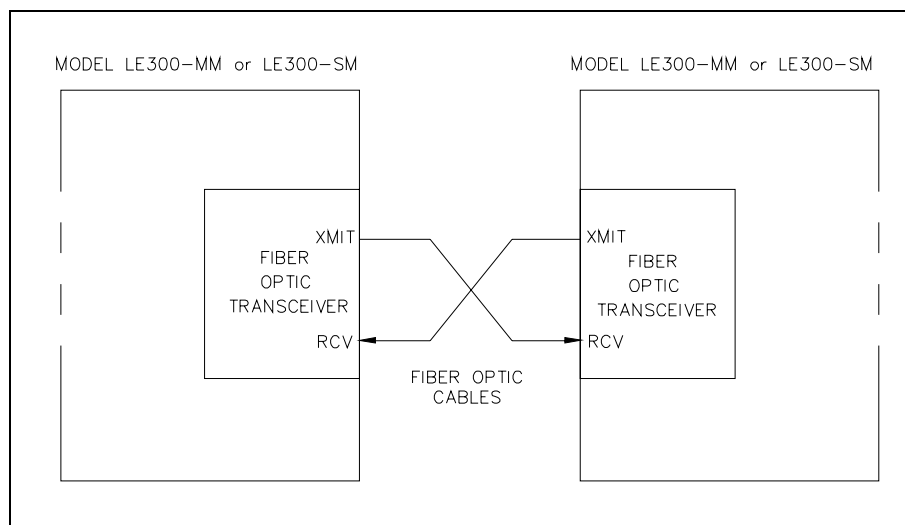 MODEL LE300-MM or LE300-SM
MODEL LE300-MM or LE300-SM
XMIT
FIBER
OPTIC
TRANSCEIVER
RCV
XMIT
FIBER
OPTIC
TRANSCEIVER
RCV
FIBER OPTIC
CABLES